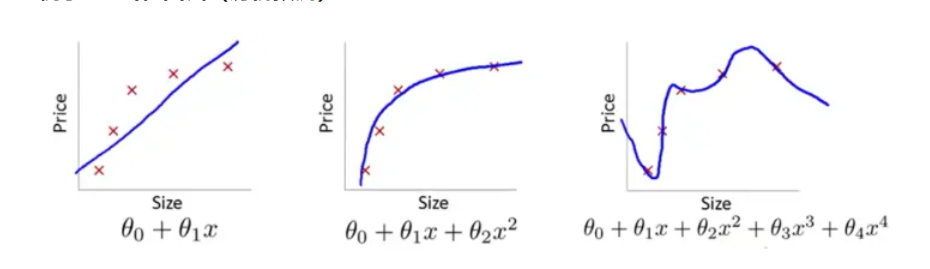 Price
Size
θ₀ + θ₁x
Price
Size
θ₀ + θ₁x + θ₂x²
Price
Size
θ₀ + θ₁x + θ₂x² + θ₃x³ + θ₄x⁴